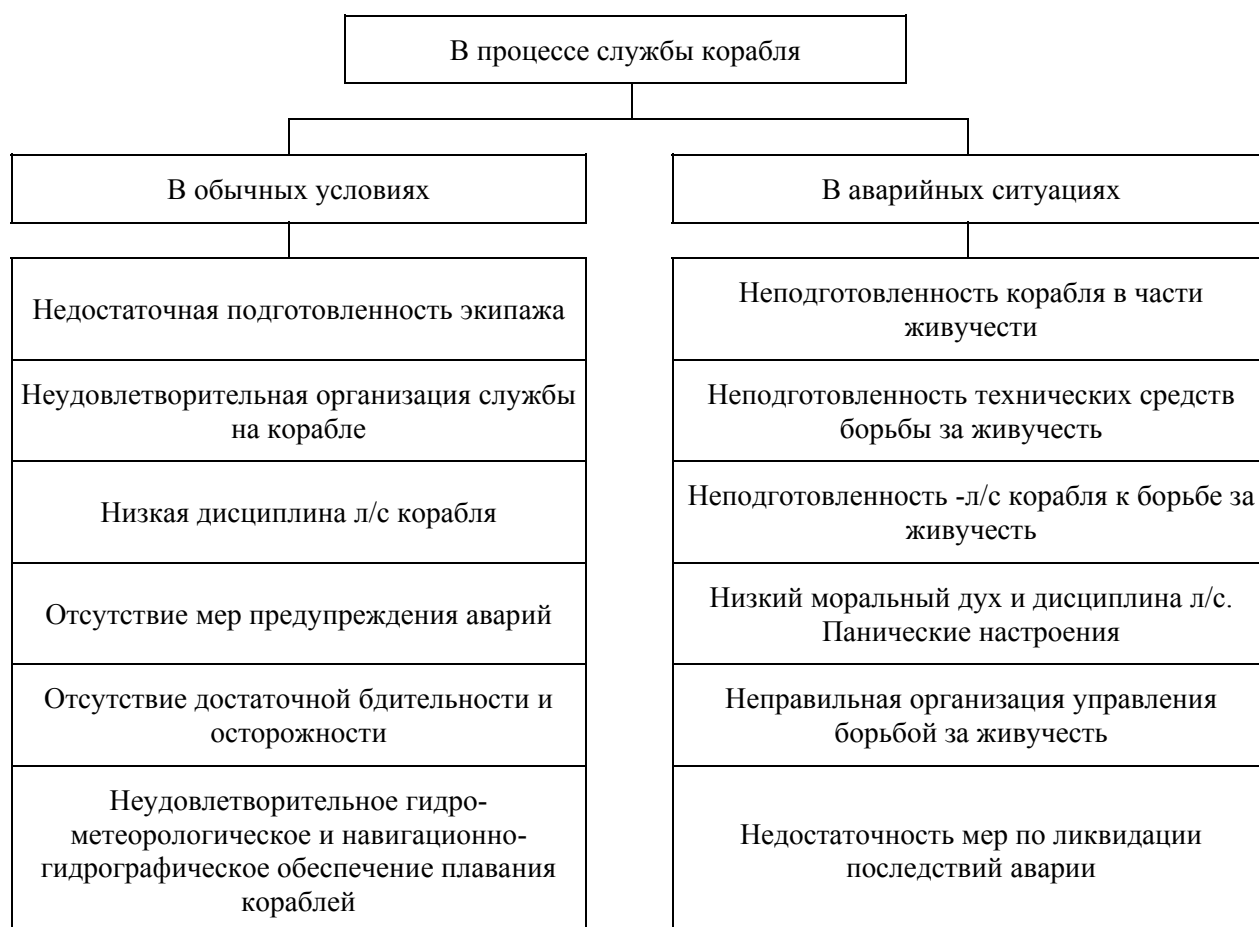 В процессе службы корабля
В обычных условиях
Недостаточная подготовленность экипажа
Неудовлетворительная организация службы
на корабле
Низкая дисциплина л/с корабля
Отсутствие мер предупреждения аварий
Отсутствие достаточной бдительности и
осторожности
Неудовлетворительное гидро-
метеорологическое и навигационно-
гидрографическое обеспечение плавания
кораблей
В аварийных ситуациях
Неподготовленность корабля в части
живучести
Неподготовленность технических средств
борьбы за живучесть
Неподготовленность -л/с корабля к борьбе за
живучесть
Низкий моральный дух и дисциплина л/с.
Панические настроения
Неправильная организация управления
борьбой за живучесть
Недостаточность мер по ликвидации
последствий аварии